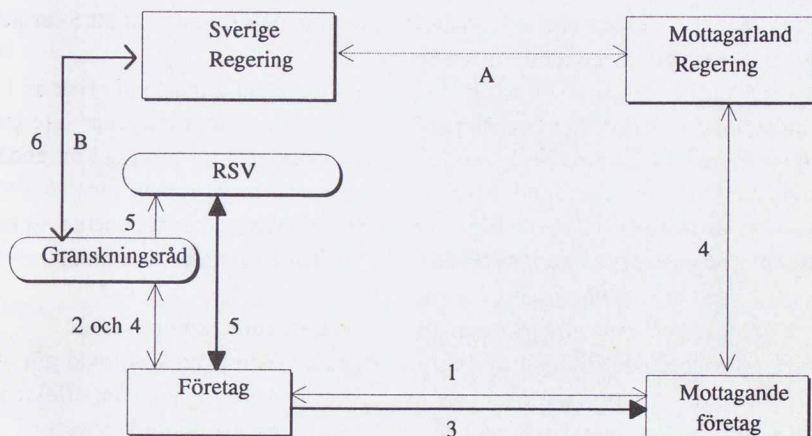 Sverige
Regering
Mottagarland
Regering
A
6
B
RSV
5
Granskningsråd
4
2 och 4
5
Företag
1
3
Mottagande
företag